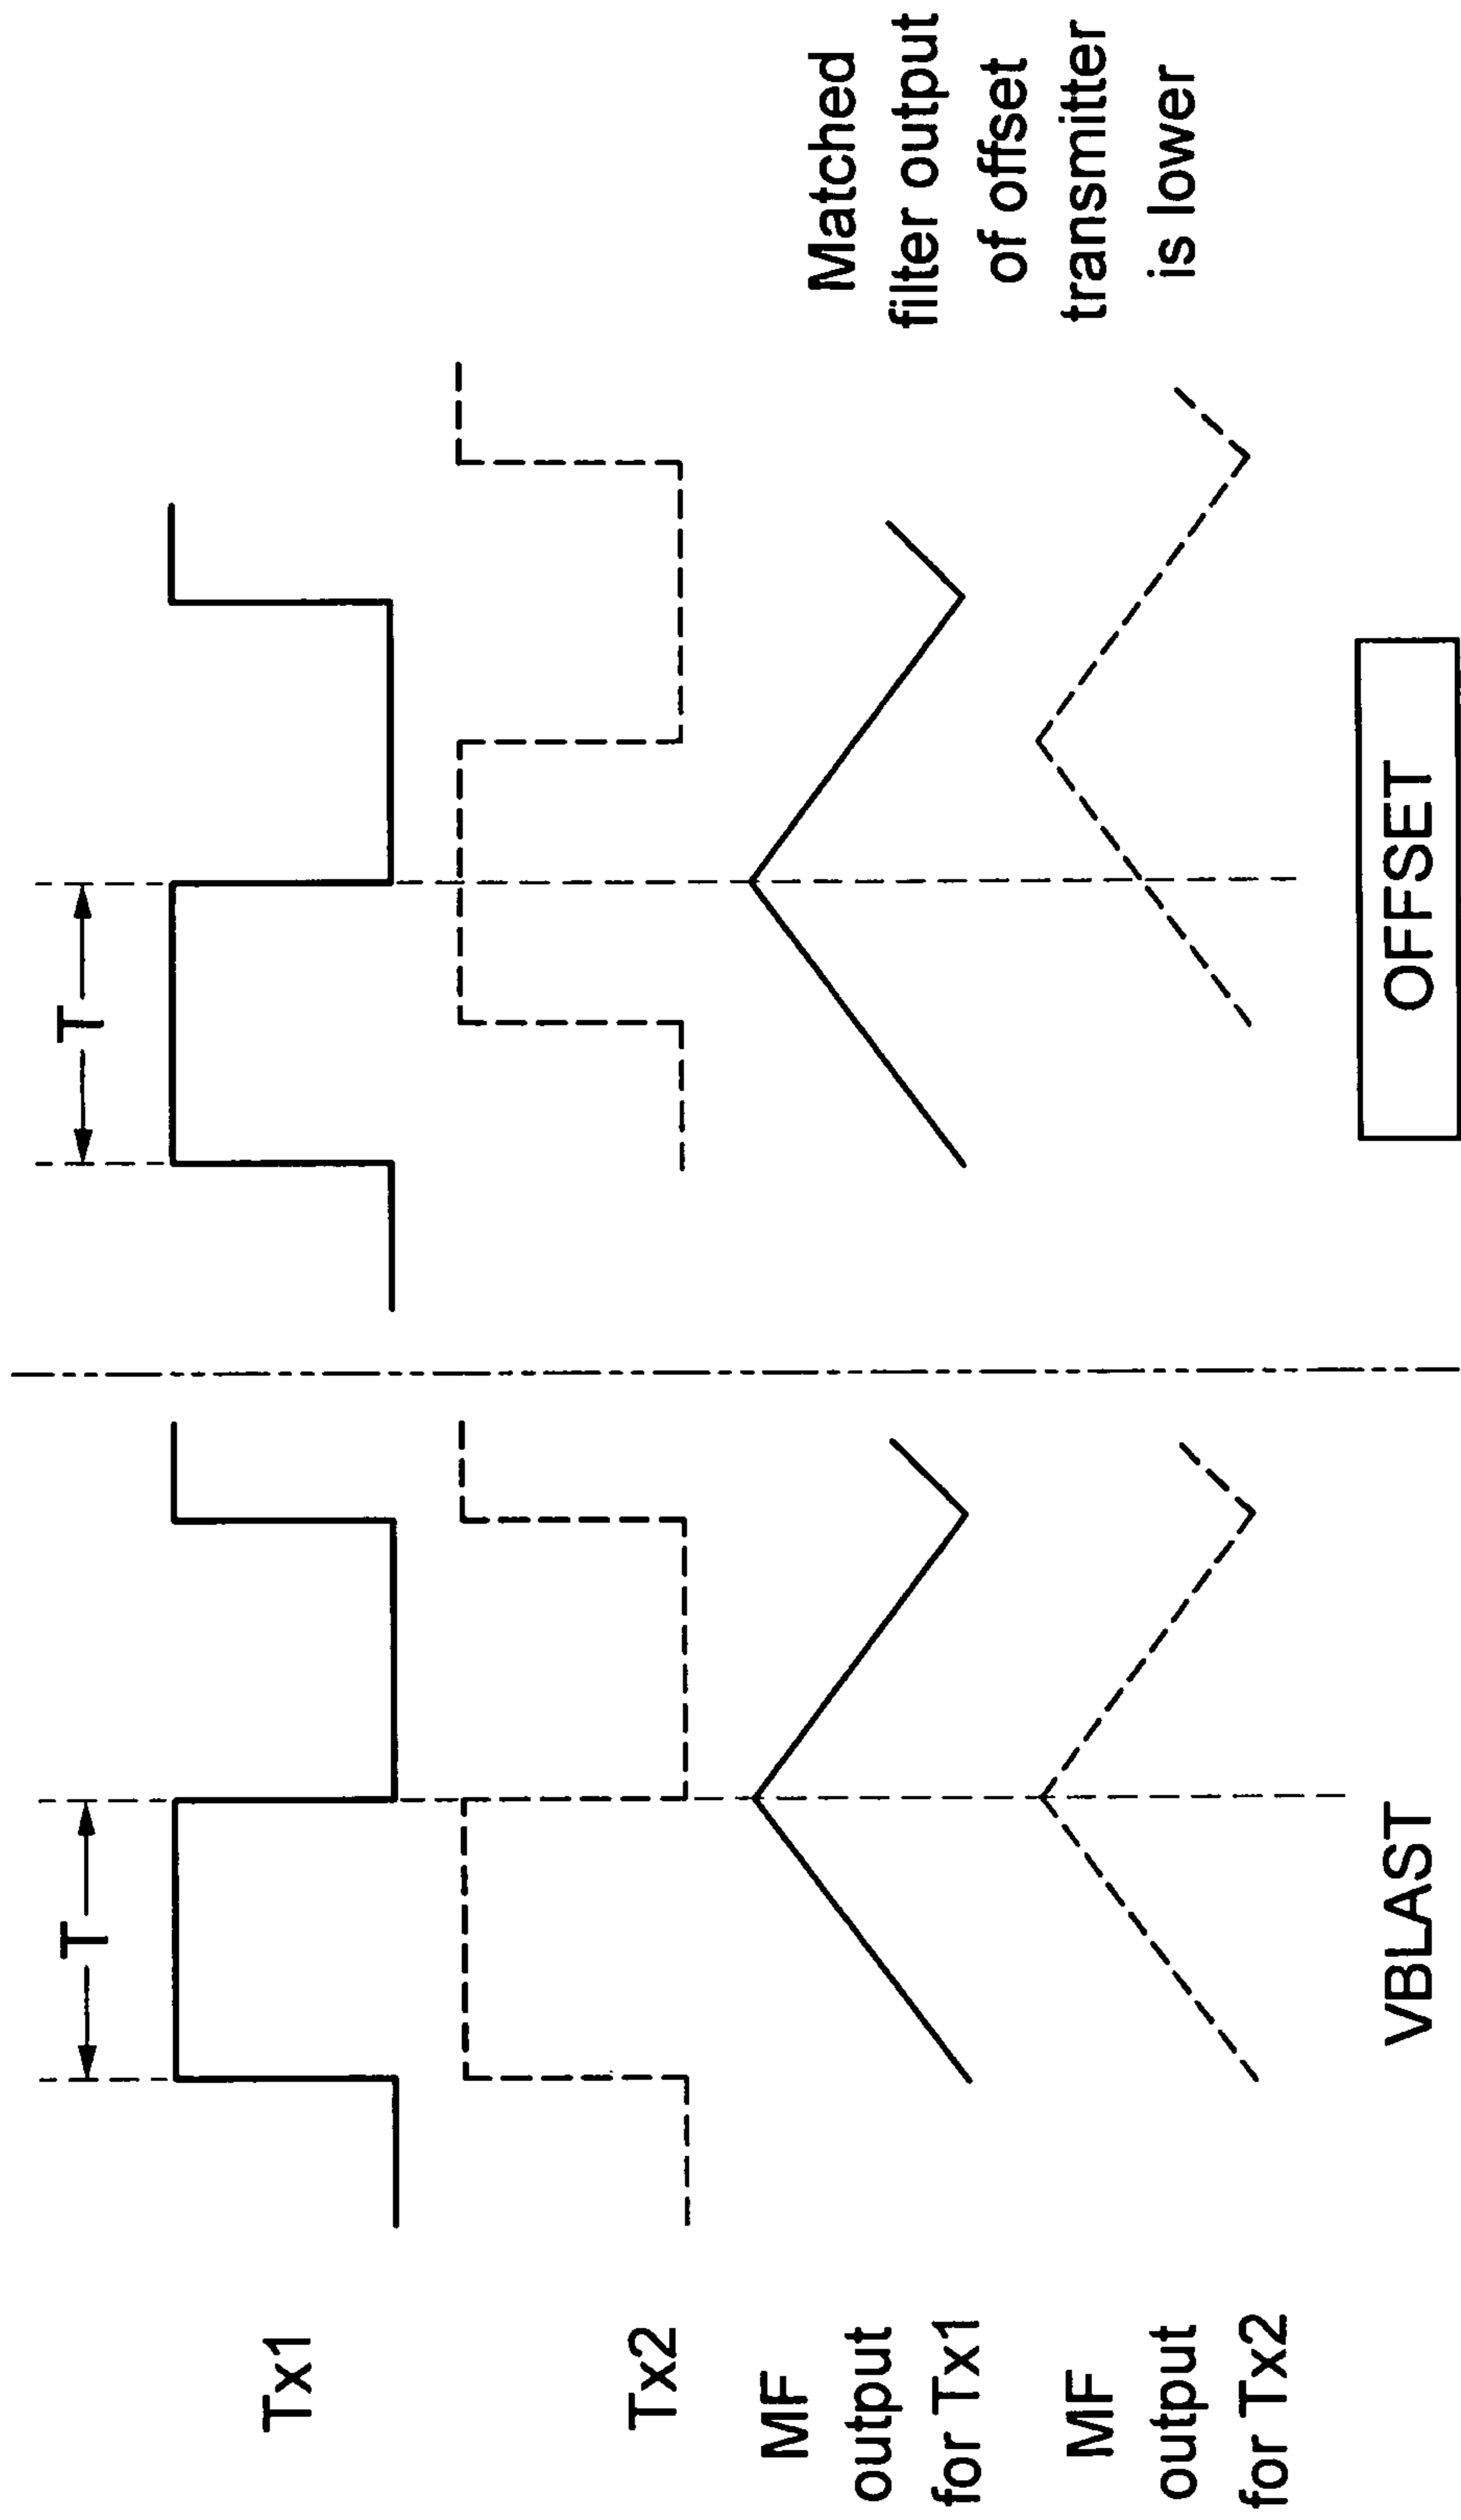 T
T
Tx1
Tx2
MF
output
for Tx1
MF
output
for Tx2
Matched
filter output
of offset
transmitter
is lower
VBLAST
OFFSET